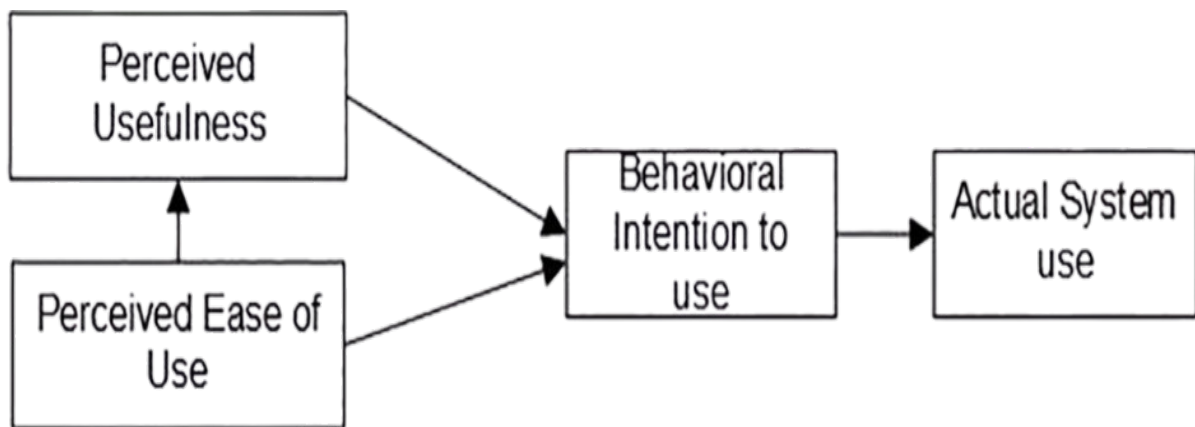 Perceived
Usefulness
Perceived Ease of
Use
Behavioral
Intention to
use
Actual System
use